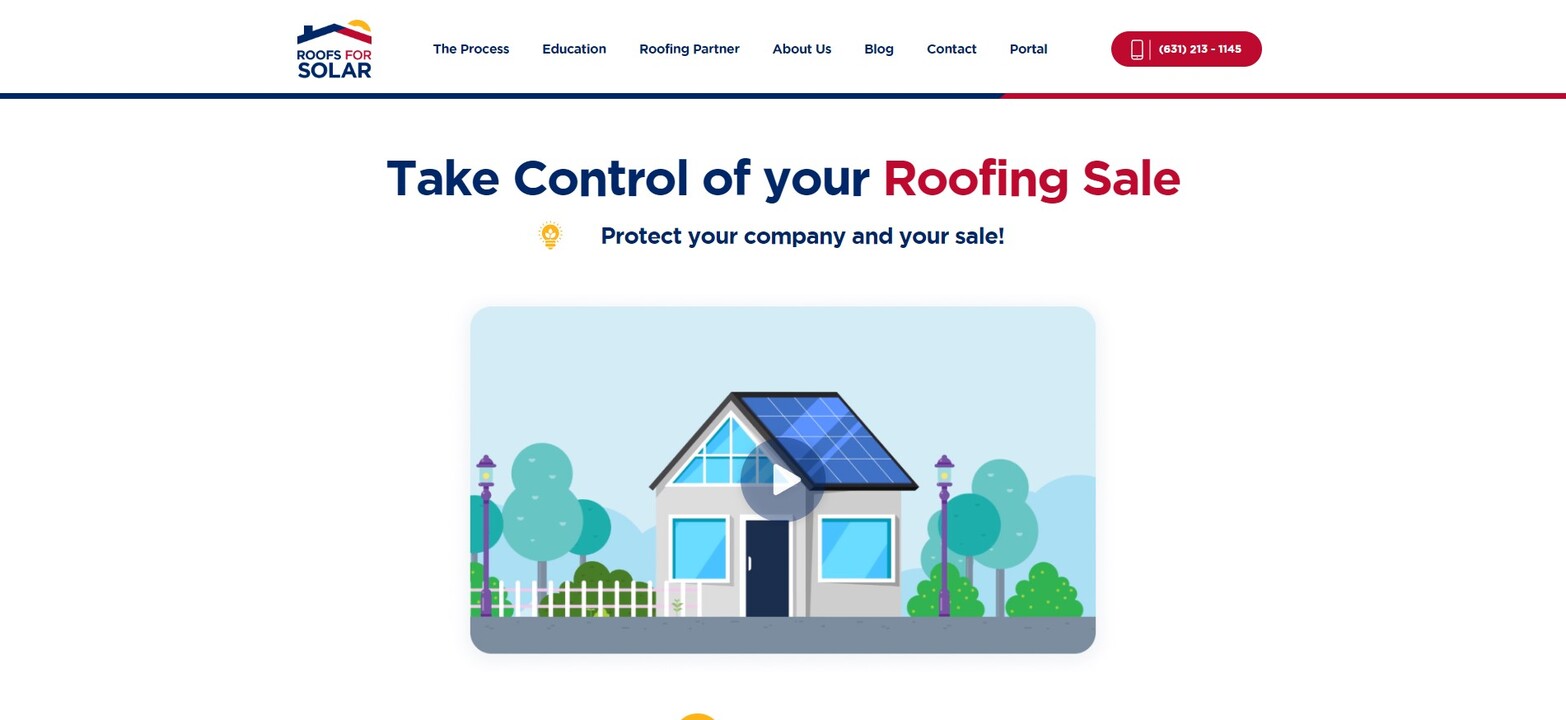 ROOFS FOR
SOLAR
The Process
Education
Roofing Partner
About Us
Blog
Contact
Portal
(631) 213 - 1145
Take Control of your Roofing Sale
Protect your company and your sale!